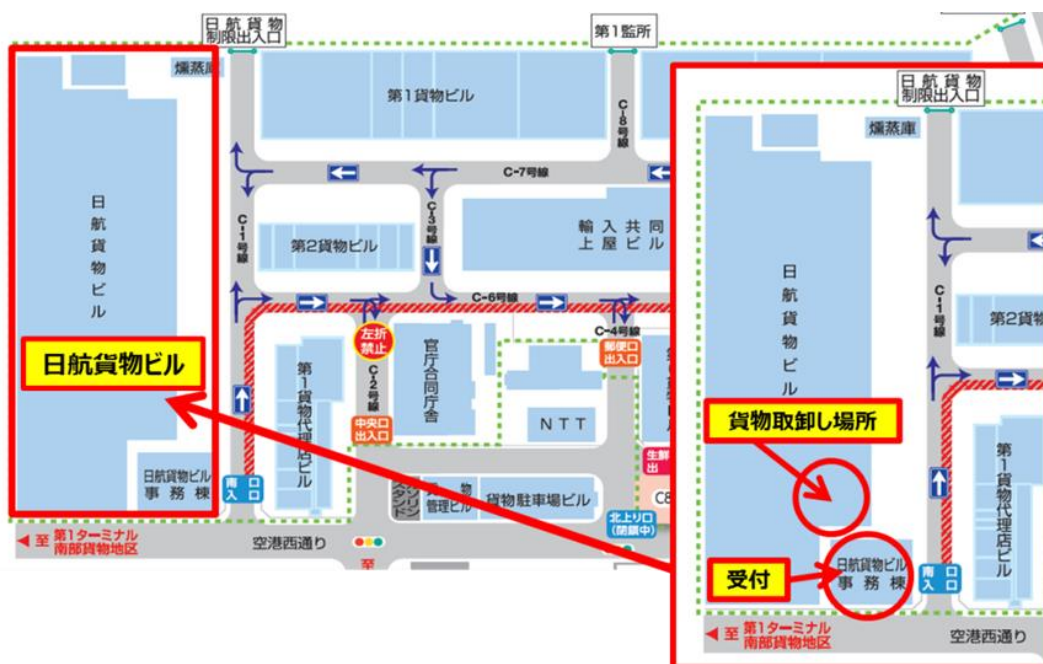 日航貨物
制限出入口
第1監所
燻蒸庫
第1貨物ビル
C-8号線
C-7号線
日航貨物ビル
C-1号線
第2貨物ビル
C-3号線
輸入共同
上屋ビル
C-6号線
左折
禁止
C-2号線
官庁合同庁舎
C-4号線
郵便口
出入口
日航貨物ビル
第1貨物代理店ビル
中央口
出入口
NTT
生鮮
出
日航貨物ビル
事務棟
南口
入口
管理ビル
貨物駐車場ビル
北上り口
(閉鎖中)
至 第1ターミナル
南部貨物地区
空港西通り
至
日航貨物
制限出入口
燻蒸庫
日航貨物ビル
C-1号線
第2貨物
貨物取卸し場所
第1貨物代理店ビル
受付
日航貨物ビル
事務棟
南口
入口
至 第1ターミナル
南部貨物地区
空港西通り